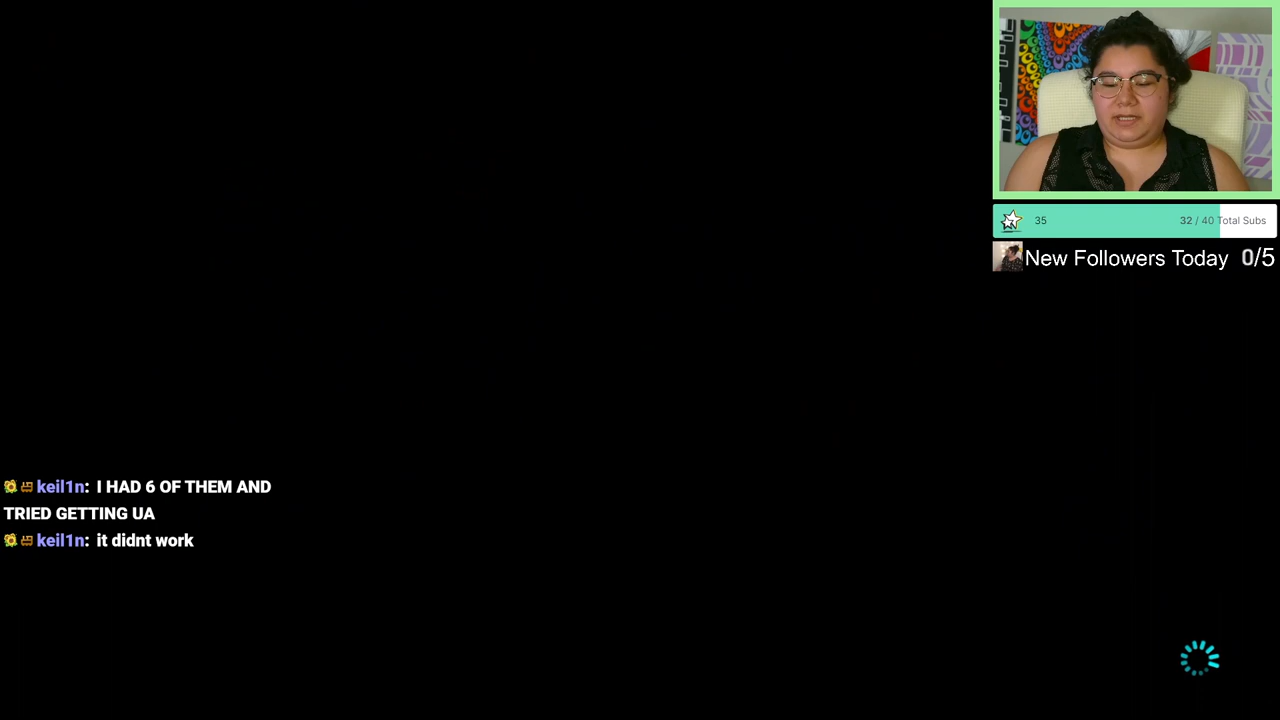 35 32 / 40 Total Subs
New Followers Today 0/5
keil1n: I HAD 6 OF THEM AND
TRIED GETTING UA
keil1n: it didnt work